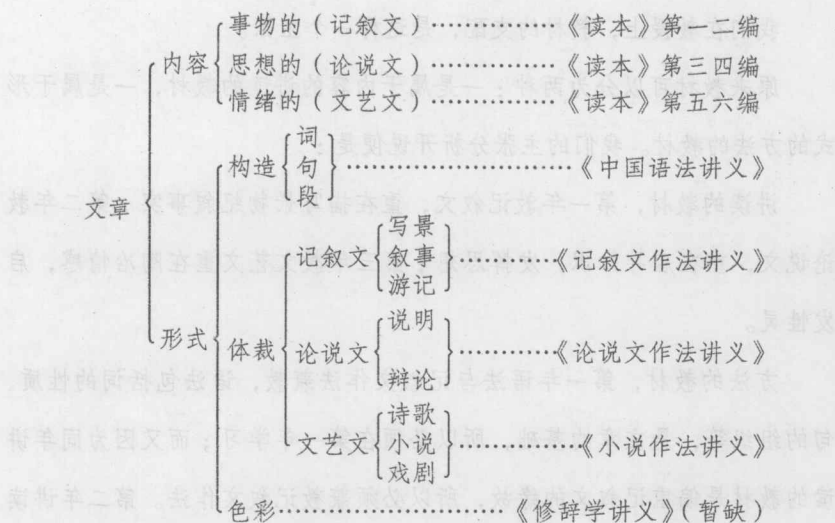 事物的(记叙文)……………《读本》第一二编
内容 思想的(论说文)……………《读本》第三四编
情绪的(文艺文)……………《读本》第五六编
词
构造 句 ……………………《中国语法讲义》
段
文章
写景
记叙文 叙事 …………《记叙文作法讲义》
游记
说明
形式 体裁 论说文 …………《论说文作法讲义》
辩论
诗歌
文艺文 小说 ……………《小说作法讲义》
戏剧
色彩……………………………《修辞学讲义》(暂缺)